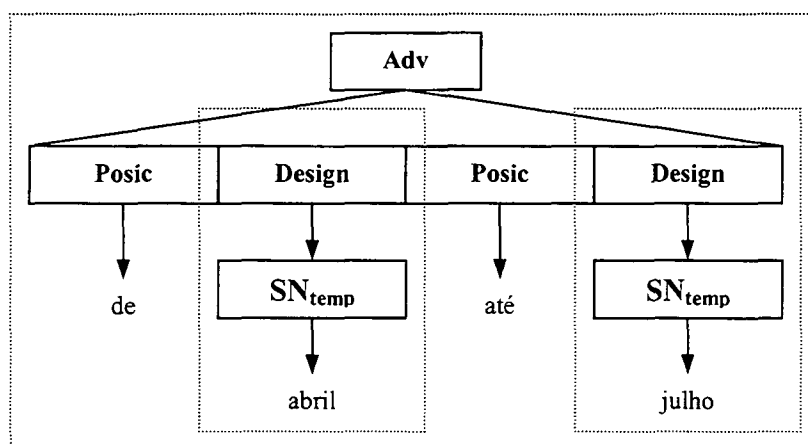 Adv
Posic Design Posic Design
de SNtemp até SNtemp
abril julho